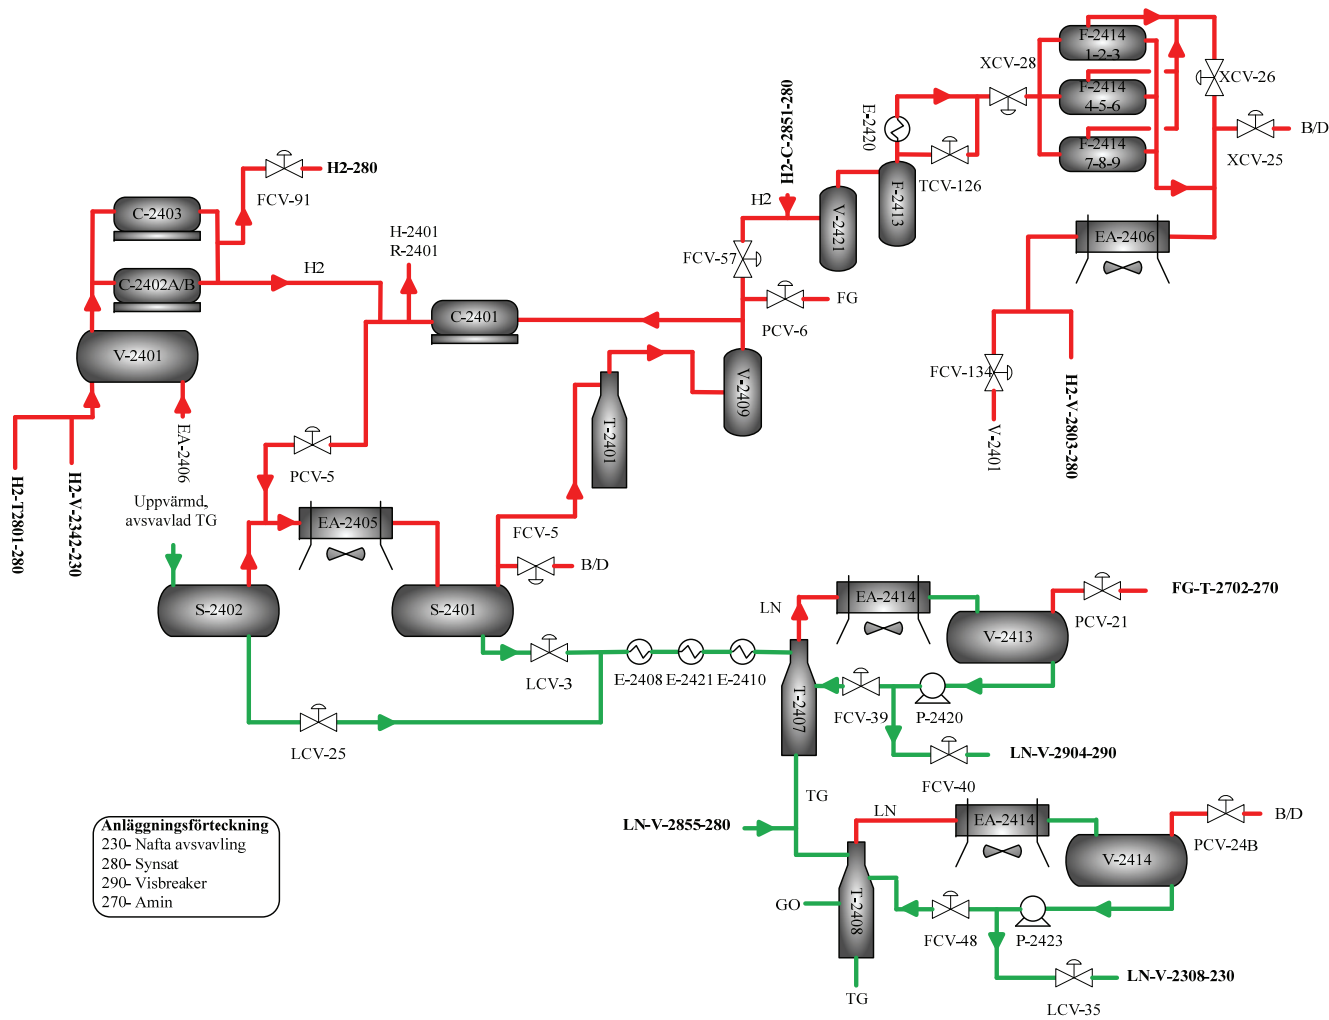 F-2414
1-2-3
XCV-28
XCV-26
F-2414
4-5-6
B/D
XCV-25
F-2414
7-8-9
E-2420
TCV-126
F-2413
H2-C-2851-280
H2
V-2421
H2-280
FCV-91
C-2403
H-2401
R-2401
FCV-57
EA-2406
H2
C-2402A/B
FG
PCV-6
C-2401
V-2401
V-2409
FCV-134
V-2401
H2-V-2803-280
T-2401
EA-2406
PCV-5
H2-T2801-280
H2-V-2342-230
Uppvärmd,
avsvavlad TG
EA-2405
FCV-5
B/D
S-2402
S-2401
LCV-3
LCV-25
E-2408
E-2421
E-2410
LN
EA-2414
FG-T-2702-270
PCV-21
V-2413
T-2407
FCV-39
P-2420
LN-V-2904-290
FCV-40
TG
LN-V-2855-280
LN
EA-2414
B/D
PCV-24B
V-2414
T-2408
GO
FCV-48
P-2423
LN-V-2308-230
LCV-35
TG
Anläggningsförteckning
230- Nafta avsvavling
280- Synsat
290- Visbreaker
270- Amin